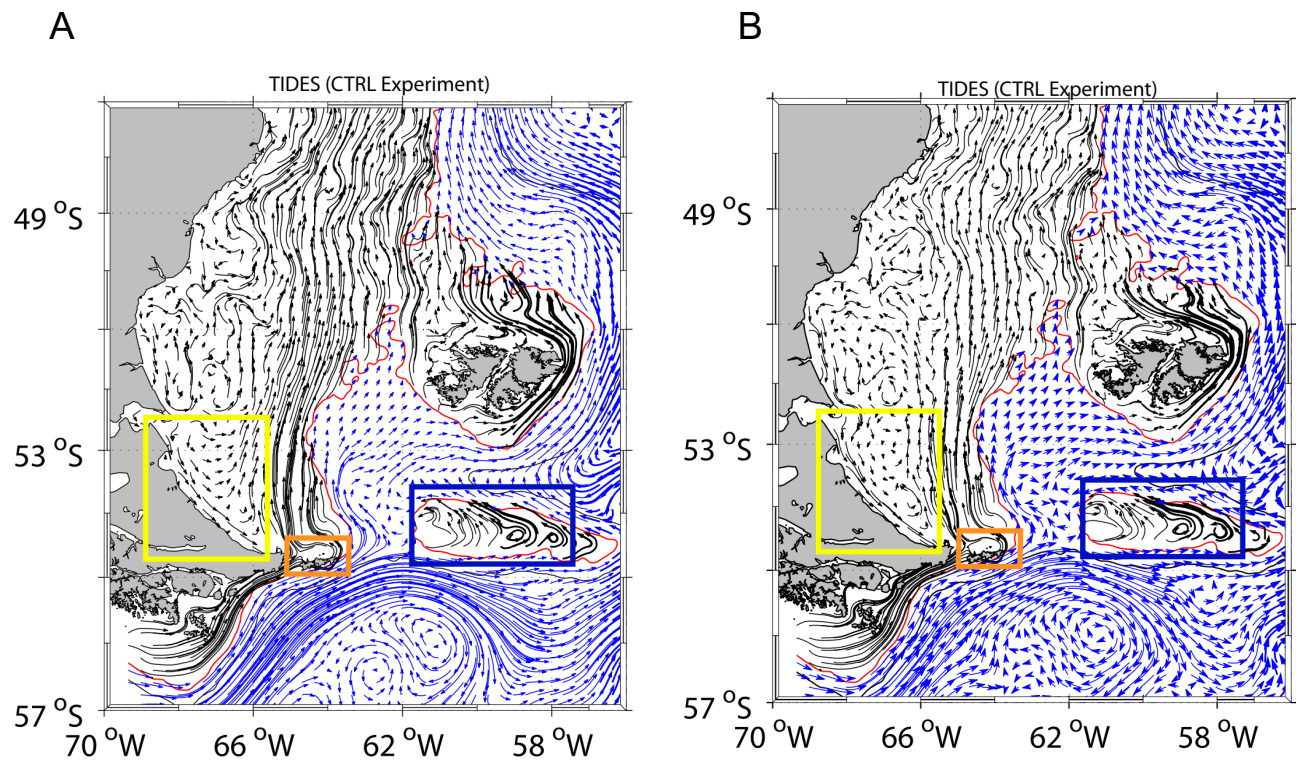 A
B
TIDES (CTRL Experiment)
TIDES (CTRL Experiment)
49 °S
53 °S
57 °S
70 °W
66 °W
62 °W
58 °W
49 °S
53 °S
57 °S
70 °W
66 °W
62 °W
58 °W